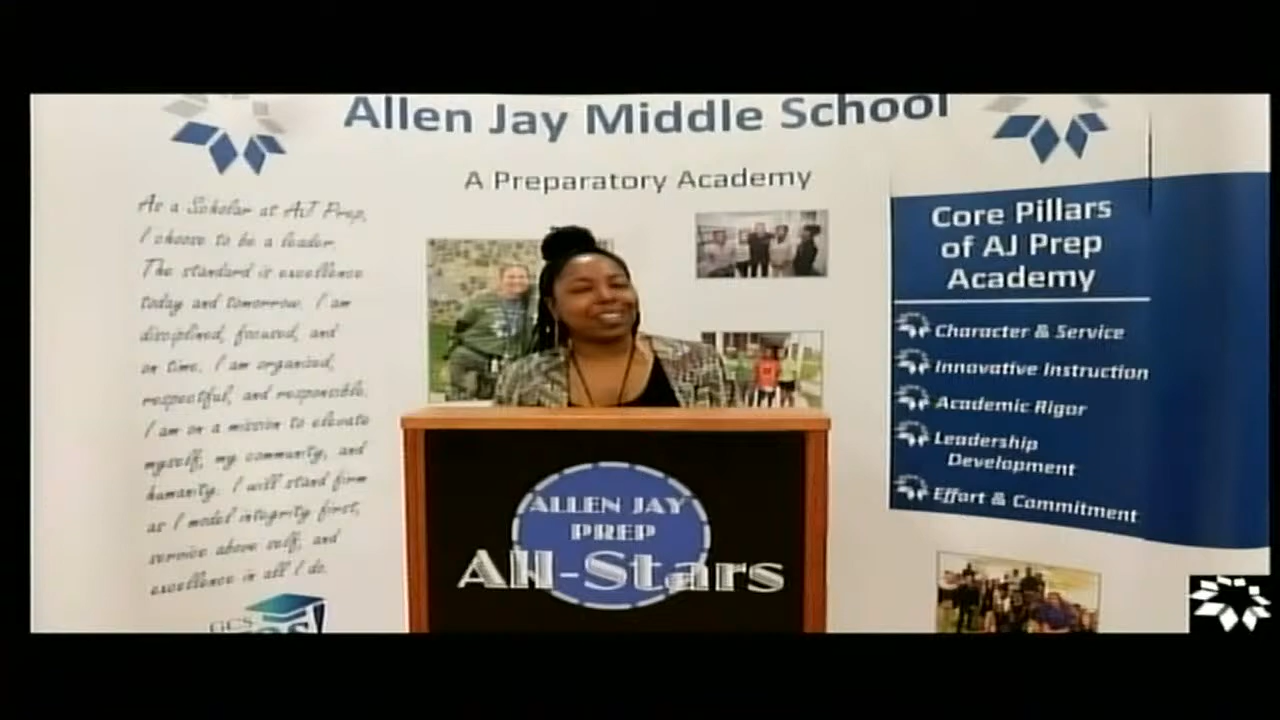 Allen Jay Middle School
A Preparatory Academy
As a Scholar at AJ Prep,
I choose to be a leader.
The standard is excellence
today and tomorrow. I am
disciplined, focused, and
on time. I am organized,
respectful, and responsible.
I am on a mission to elevate
myself, my community, and
humanity. I will stand firm
as I model integrity first,
service above self, and
excellence in all I do.
GCS
Core Pillars
of AJ Prep
Academy
Character & Service
Innovative Instruction
Academic Rigor
Leadership
Development
Effort & Commitment
ALLEN JAY
PREP
All-Stars